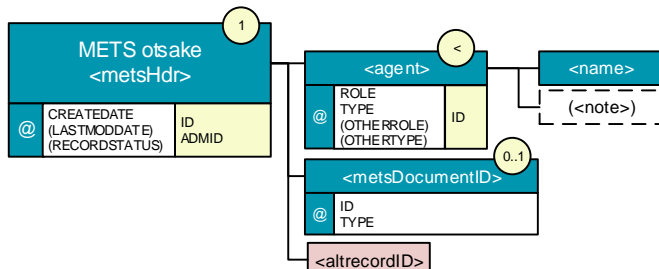 1
METS otsake
<metsHdr>
@
CREATEDATE
(LASTMODDATE)
(RECORDSTATUS)
ID
ADMID
<
<agent>
@
ROLE
TYPE
(OTHERROLE)
(OTHERTYPE)
ID
<name>
(<note>)
0..1
<metsDocumentID>
@
ID
TYPE
<altrecordID>